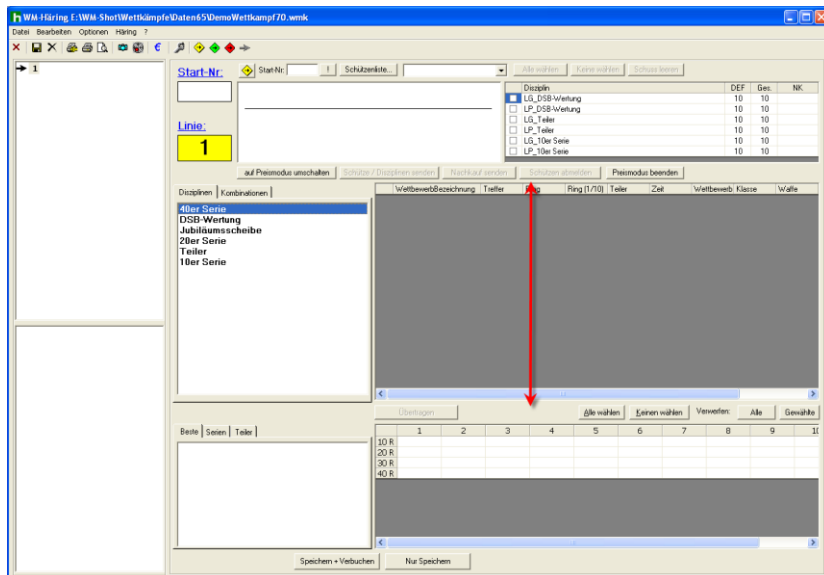 WM-Häring E:\WM-Shot\Wettkämpfe\Daten65\DemoWettkampf70.wmk
Datei Bearbeiten Optionen Häring ?
1
Start-Nr:
Start-Nr:
!
Schützenliste...
Alle wählen
Keine wählen
Schuss leeren
Disziplin DEF Ges. NK
LG_DSB-Wertung 10 10
LP_DSB-Wertung 10 10
LG_Teiler 10 10
LP_Teiler 10 10
LG_10er Serie 10 10
LP_10er Serie 10 10
Linie:
1
auf Preismodus umschalten
Schütze / Disziplinen senden
Nachkauf senden
Schützen abmelden
Preismodus beenden
Disziplinen Kombinationen
40er Serie
DSB-Wertung
Jubiläumsscheibe
20er Serie
Teiler
10er Serie
Wettbewerb Bezeichnung Treffer Ring Ring (1/10) Teiler Zeit Wettbewerb Klasse Waffe
Übertragen
Alle wählen
Keinen wählen
Verwerfen:
Alle
Gewählte
Beste Serien Teiler
1 2 3 4 5 6 7 8 9 10
10 R
20 R
30 R
40 R
Speichern + Verbuchen
Nur Speichern